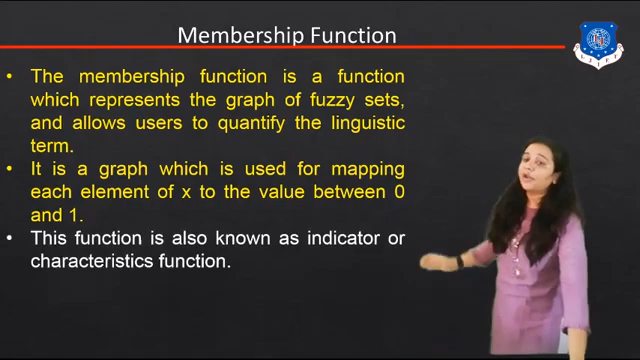 Membership Function
• The membership function is a function
which represents the graph of fuzzy sets,
and allows users to quantify the linguistic
term.
• It is a graph which is used for mapping
each element of x to the value between 0
and 1.
• This function is also known as indicator or
characteristics function.